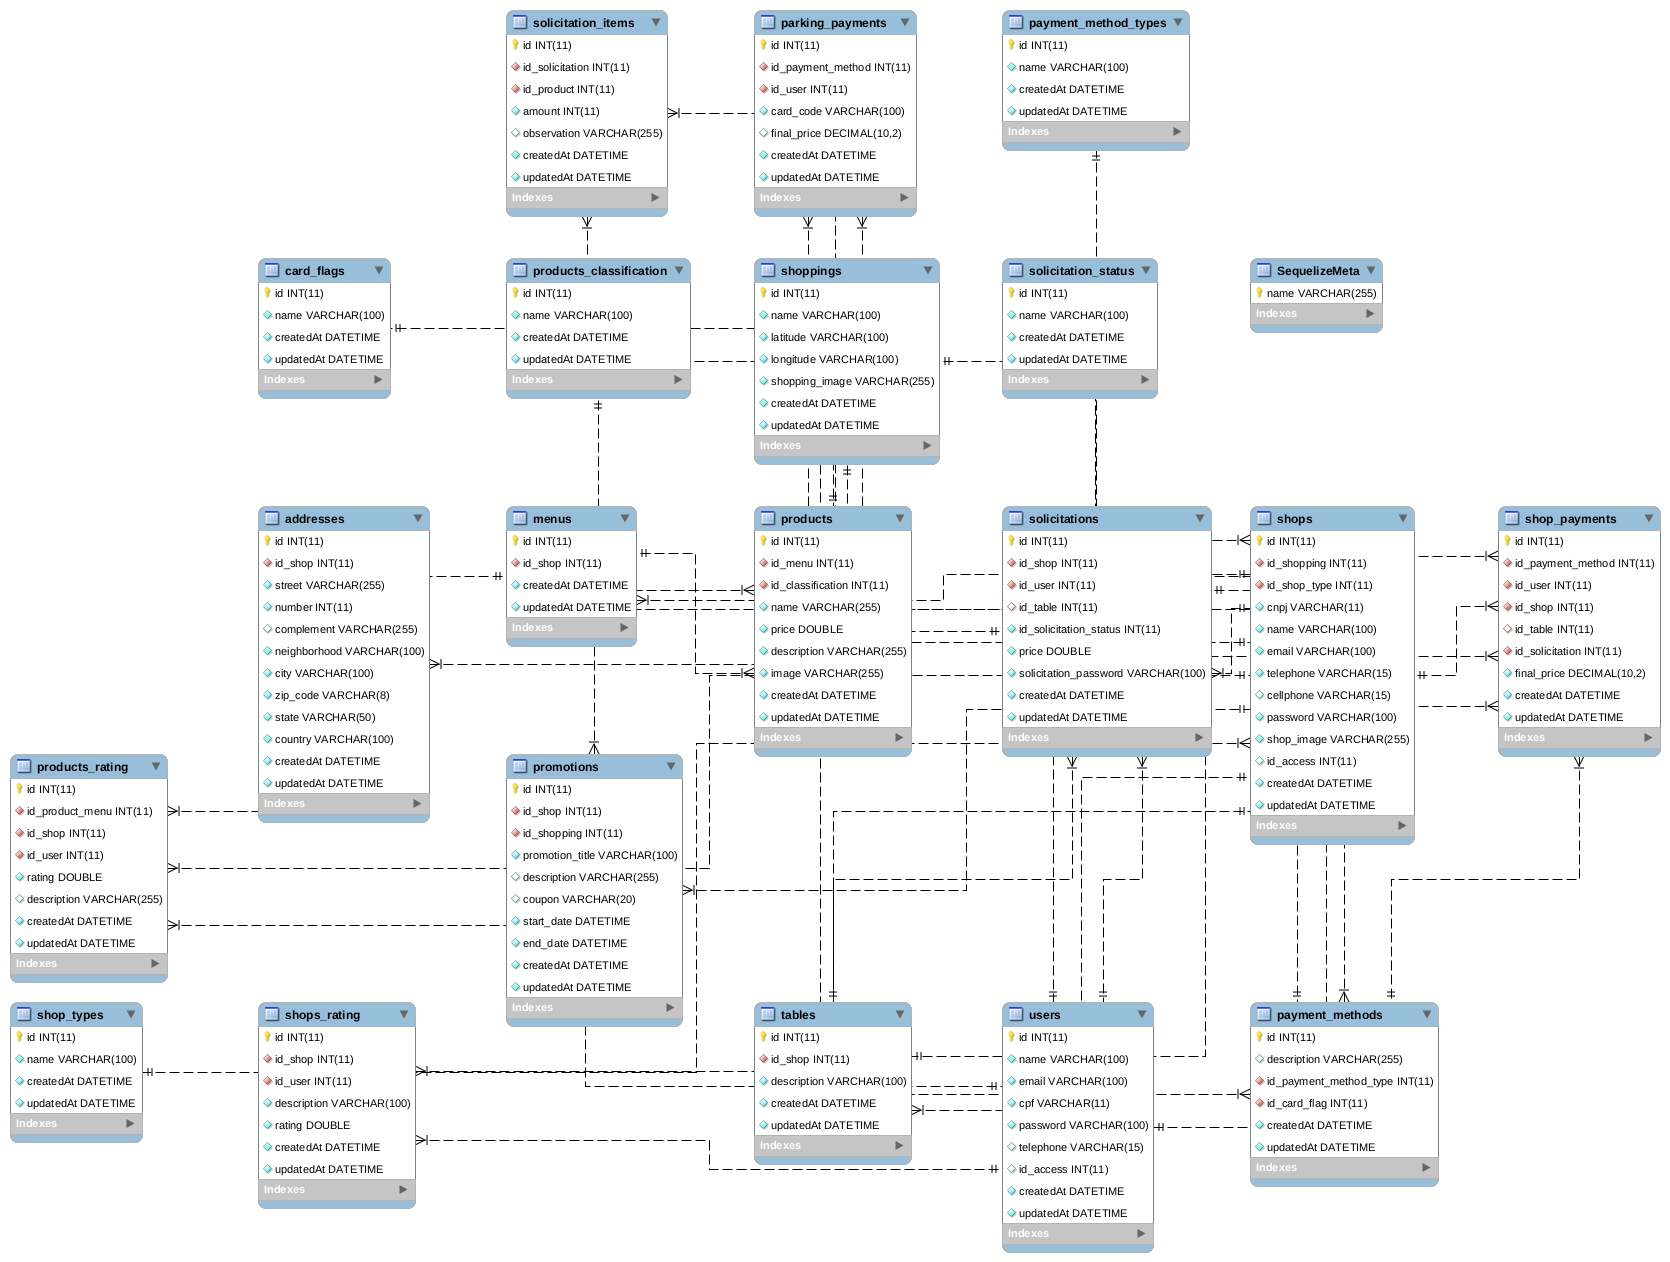 solicitation_items
id INT(11)
id_solicitation INT(11)
id_product INT(11)
amount INT(11)
observation VARCHAR(255)
createdAt DATETIME
updatedAt DATETIME
Indexes
parking_payments
id INT(11)
id_payment_method INT(11)
id_user INT(11)
card_code VARCHAR(100)
final_price DECIMAL(10,2)
createdAt DATETIME
updatedAt DATETIME
Indexes
payment_method_types
id INT(11)
name VARCHAR(100)
createdAt DATETIME
updatedAt DATETIME
Indexes
card_flags
id INT(11)
name VARCHAR(100)
createdAt DATETIME
updatedAt DATETIME
Indexes
products_classification
id INT(11)
name VARCHAR(100)
createdAt DATETIME
updatedAt DATETIME
Indexes
shoppings
id INT(11)
name VARCHAR(100)
latitude VARCHAR(100)
longitude VARCHAR(100)
shopping_image VARCHAR(255)
createdAt DATETIME
updatedAt DATETIME
Indexes
solicitation_status
id INT(11)
name VARCHAR(100)
createdAt DATETIME
updatedAt DATETIME
Indexes
SequelizeMeta
name VARCHAR(255)
Indexes
addresses
id INT(11)
id_shop INT(11)
street VARCHAR(255)
number INT(11)
complement VARCHAR(255)
neighborhood VARCHAR(100)
city VARCHAR(100)
zip_code VARCHAR(8)
state VARCHAR(50)
country VARCHAR(100)
createdAt DATETIME
updatedAt DATETIME
Indexes
menus
id INT(11)
id_shop INT(11)
createdAt DATETIME
updatedAt DATETIME
Indexes
products
id INT(11)
id_menu INT(11)
id_classification INT(11)
name VARCHAR(255)
price DOUBLE
description VARCHAR(255)
image VARCHAR(255)
createdAt DATETIME
updatedAt DATETIME
Indexes
solicitations
id INT(11)
id_shop INT(11)
id_user INT(11)
id_table INT(11)
id_solicitation_status INT(11)
price DOUBLE
solicitation_password VARCHAR(100)
createdAt DATETIME
updatedAt DATETIME
Indexes
shops
id INT(11)
id_shopping INT(11)
id_shop_type INT(11)
cnpj VARCHAR(11)
name VARCHAR(100)
email VARCHAR(100)
telephone VARCHAR(15)
cellphone VARCHAR(15)
password VARCHAR(100)
shop_image VARCHAR(255)
id_access INT(11)
createdAt DATETIME
updatedAt DATETIME
Indexes
shop_payments
id INT(11)
id_payment_method INT(11)
id_user INT(11)
id_shop INT(11)
id_table INT(11)
id_solicitation INT(11)
final_price DECIMAL(10,2)
createdAt DATETIME
updatedAt DATETIME
Indexes
products_rating
id INT(11)
id_product_menu INT(11)
id_shop INT(11)
id_user INT(11)
rating DOUBLE
description VARCHAR(255)
createdAt DATETIME
updatedAt DATETIME
Indexes
promotions
id INT(11)
id_shop INT(11)
id_shopping INT(11)
promotion_title VARCHAR(100)
description VARCHAR(255)
coupon VARCHAR(20)
start_date DATETIME
end_date DATETIME
createdAt DATETIME
updatedAt DATETIME
Indexes
shop_types
id INT(11)
name VARCHAR(100)
createdAt DATETIME
updatedAt DATETIME
Indexes
shops_rating
id INT(11)
id_shop INT(11)
id_user INT(11)
description VARCHAR(100)
rating DOUBLE
createdAt DATETIME
updatedAt DATETIME
Indexes
tables
id INT(11)
id_shop INT(11)
description VARCHAR(100)
createdAt DATETIME
updatedAt DATETIME
Indexes
users
id INT(11)
name VARCHAR(100)
email VARCHAR(100)
cpf VARCHAR(11)
password VARCHAR(100)
telephone VARCHAR(15)
id_access INT(11)
createdAt DATETIME
updatedAt DATETIME
Indexes
payment_methods
id INT(11)
description VARCHAR(255)
id_payment_method_type INT(11)
id_card_flag INT(11)
createdAt DATETIME
updatedAt DATETIME
Indexes